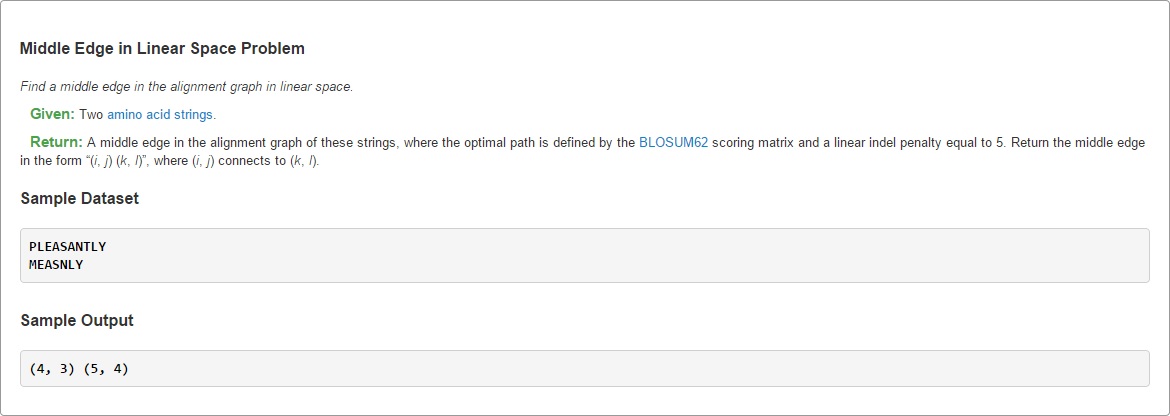 Middle Edge in Linear Space Problem
Find a middle edge in the alignment graph in linear space.
Given: Two amino acid strings.
Return: A middle edge in the alignment graph of these strings, where the optimal path is defined by the BLOSUM62 scoring matrix and a linear indel penalty equal to 5. Return the middle edge
in the form “(i, j) (k, l)”, where (i, j) connects to (k, l).
Sample Dataset
PLEASANTLY
MEASNLY
Sample Output
(4, 3) (5, 4)